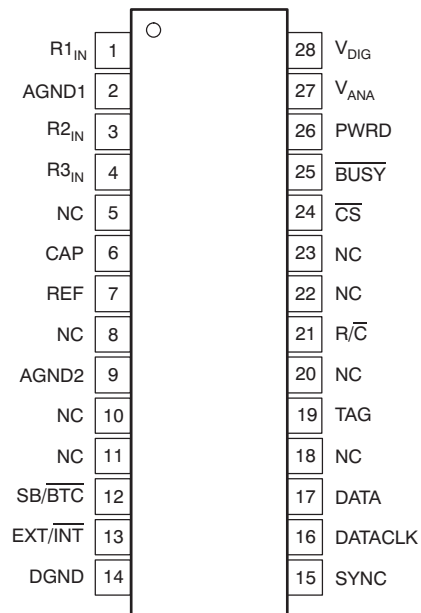 R1IN 1 28 VDIG
AGND1 2 27 VANA
R2IN 3 26 PWRD
R3IN 4 25 BUSY
NC 5 24 CS
CAP 6 23 NC
REF 7 22 NC
NC 8 21 R/C
AGND2 9 20 NC
NC 10 19 TAG
NC 11 18 NC
SB/BTC 12 17 DATA
EXT/INT 13 16 DATACLK
DGND 14 15 SYNC